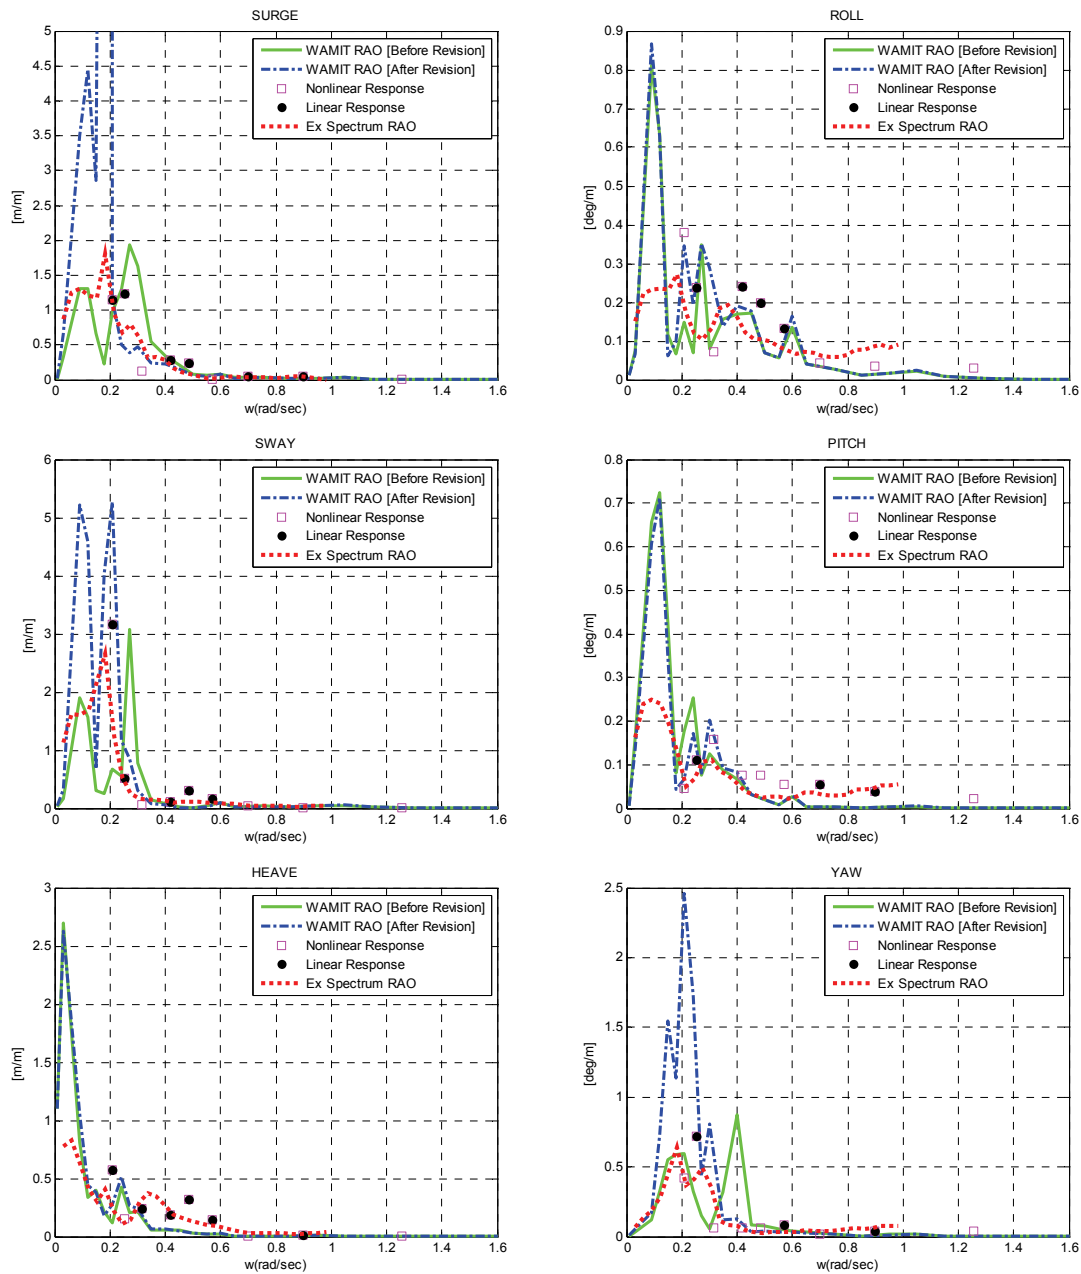 SURGE
5
4.5
4
3.5
3
2.5
2
1.5
1
0.5
0
[m/m]
WAMIT RAO [Before Revision]
WAMIT RAO [After Revision]
Nonlinear Response
Linear Response
Ex Spectrum RAO
0 0.2 0.4 0.6 0.8 1 1.2 1.4 1.6
w(rad/sec)
ROLL
0.9
0.8
0.7
0.6
0.5
0.4
0.3
0.2
0.1
0
[deg/m]
WAMIT RAO [Before Revision]
WAMIT RAO [After Revision]
Nonlinear Response
Linear Response
Ex Spectrum RAO
0 0.2 0.4 0.6 0.8 1 1.2 1.4 1.6
w(rad/sec)
SWAY
6
5
4
3
2
1
0
[m/m]
WAMIT RAO [Before Revision]
WAMIT RAO [After Revision]
Nonlinear Response
Linear Response
Ex Spectrum RAO
0 0.2 0.4 0.6 0.8 1 1.2 1.4 1.6
w(rad/sec)
PITCH
0.8
0.7
0.6
0.5
0.4
0.3
0.2
0.1
0
[deg/m]
WAMIT RAO [Before Revision]
WAMIT RAO [After Revision]
Nonlinear Response
Linear Response
Ex Spectrum RAO
0 0.2 0.4 0.6 0.8 1 1.2 1.4 1.6
w(rad/sec)
HEAVE
3
2.5
2
1.5
1
0.5
0
[m/m]
WAMIT RAO [Before Revision]
WAMIT RAO [After Revision]
Nonlinear Response
Linear Response
Ex Spectrum RAO
0 0.2 0.4 0.6 0.8 1 1.2 1.4 1.6
w(rad/sec)
YAW
2.5
2
1.5
1
0.5
0
[deg/m]
WAMIT RAO [Before Revision]
WAMIT RAO [After Revision]
Nonlinear Response
Linear Response
Ex Spectrum RAO
0 0.2 0.4 0.6 0.8 1 1.2 1.4 1.6
w(rad/sec)